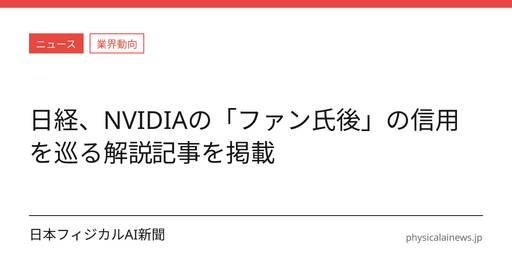 ニュース 業界動向
日経、NVIDIAの「ファン氏後」の信用
を巡る解説記事を掲載
日本フィジカルAI新聞
physicalainews.jp